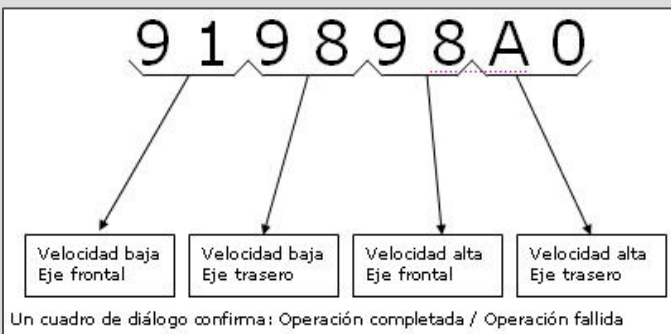 9 1 9 8 9 8 A 0
Velocidad baja
Eje frontal
Velocidad baja
Eje trasero
Velocidad alta
Eje frontal
Velocidad alta
Eje trasero
Un cuadro de diálogo confirma: Operación completada / Operación fallida